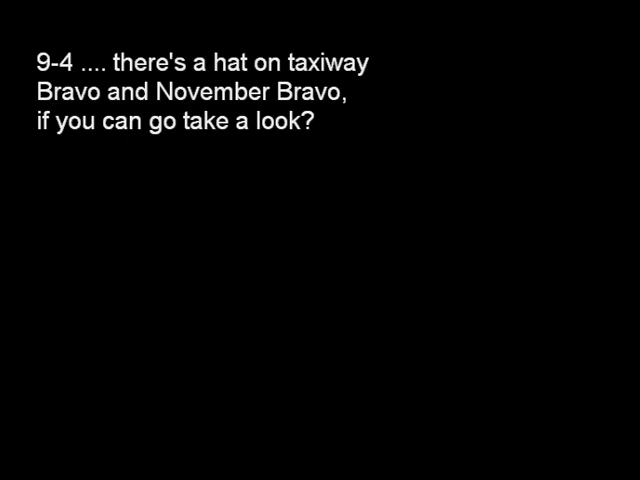 9-4 .... there's a hat on taxiway
Bravo and November Bravo,
if you can go take a look?